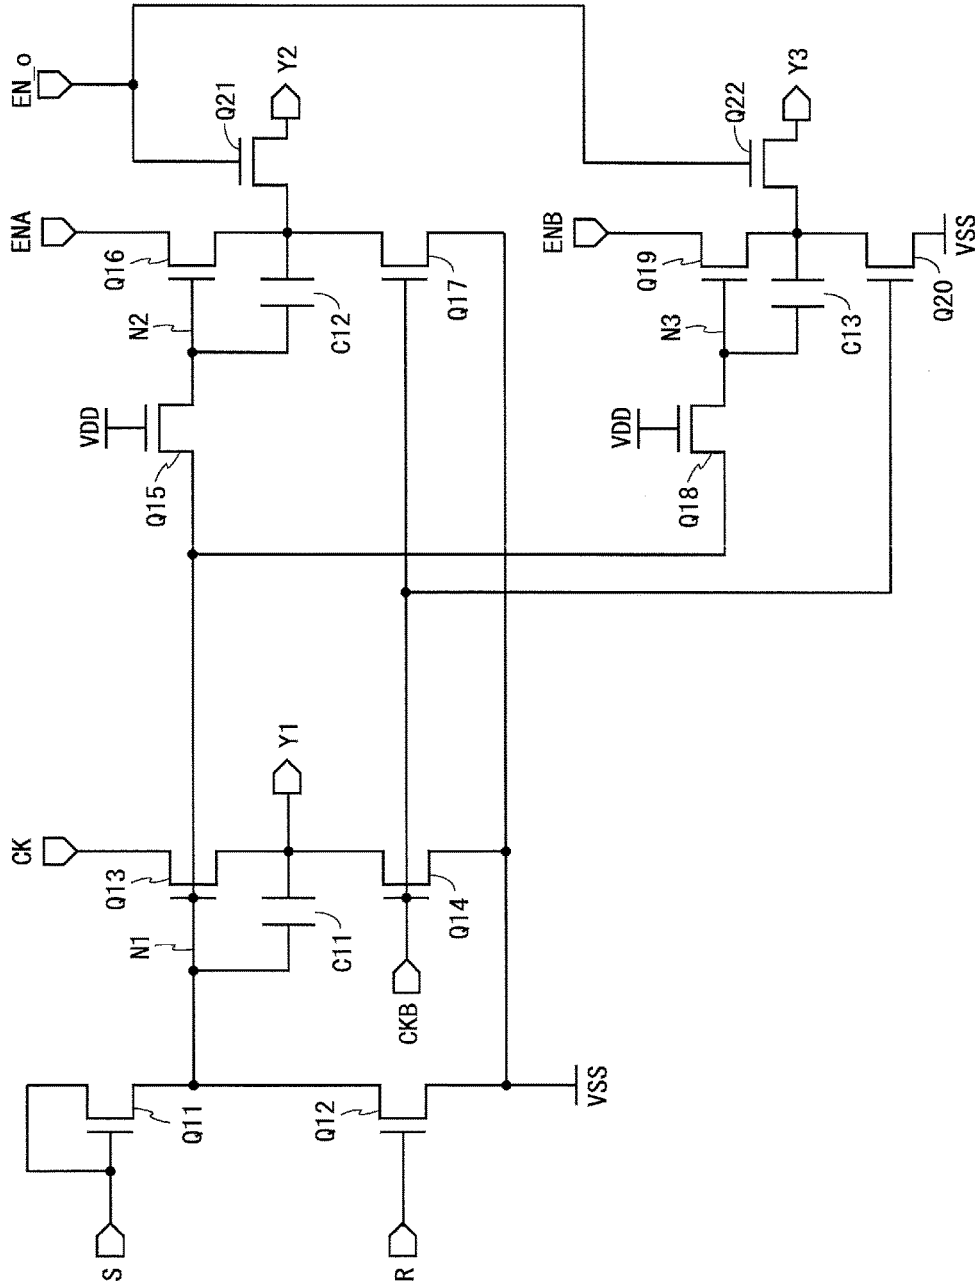 S
R
Q11
Q12
VSS
N1
C11
CKB
CK
Q13
Q14
Y1
Q15
VDD
N2
C12
Q16
Q17
ENA
Q21
Y2
EN_o
Q18
VDD
N3
C13
Q19
Q20
ENB
VSS
Q22
Y3